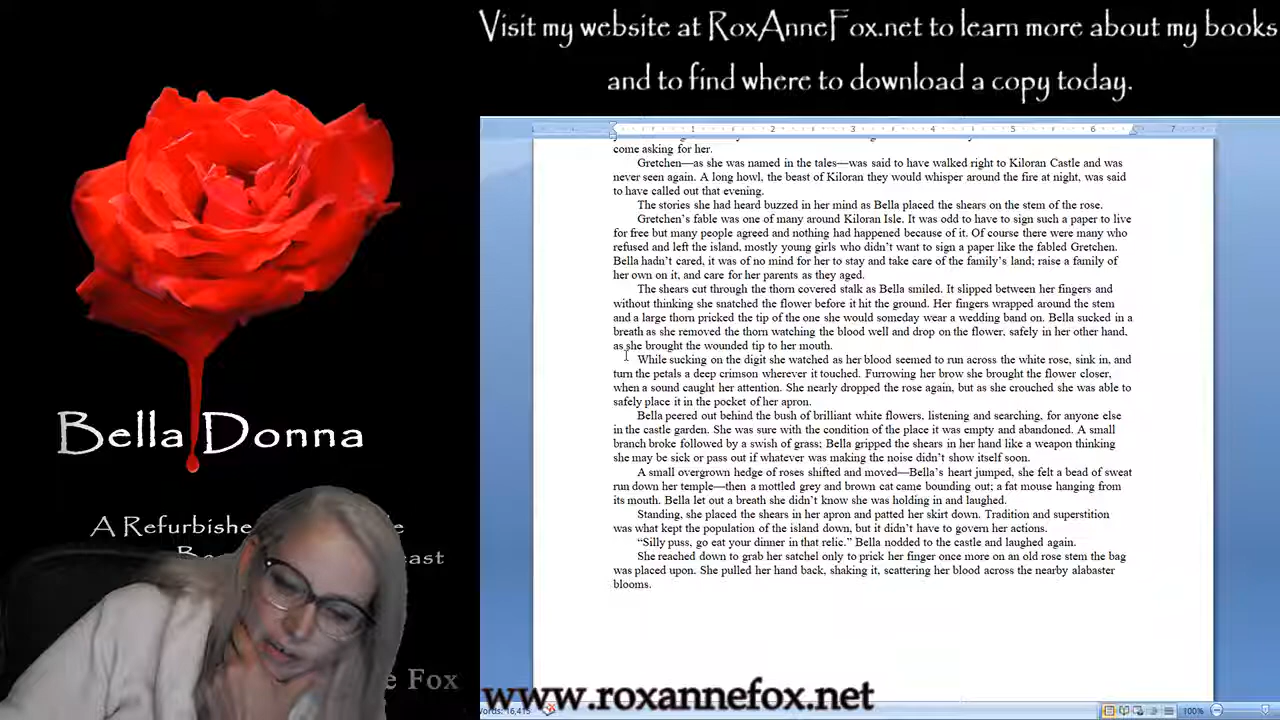 Visit my website at RoxAnneFox.net to learn more about my books
and to find where to download a copy today.
1 2 3 4 5 6 7
come asking for her.
Gretchen—as she was named in the tales—was said to have walked right to Kiloran Castle and was
never seen again. A long howl, the beast of Kiloran they would whisper around the fire at night, was said
to have called out that evening.
The stories she had heard buzzed in her mind as Bella placed the shears on the stem of the rose.
Gretchen's fable was one of many around Kiloran Isle. It was odd to have to sign such a paper to live
for free but many people agreed and nothing had happened because of it. Of course there were many who
refused and left the island, mostly young girls who didn't want to sign a paper like the fabled Gretchen.
Bella hadn't cared, it was of no mind for her to stay and take care of the family's land; raise a family of
her own on it, and care for her parents as they aged.
The shears cut through the thorn covered stalk as Bella smiled. It slipped between her fingers and
without thinking she snatched the flower before it hit the ground. Her fingers wrapped around the stem
and a large thorn pricked the tip of the one she would someday wear a wedding band on. Bella sucked in a
breath as she removed the thorn watching the blood well and drop on the flower, safely in her other hand,
as she brought the wounded tip to her mouth.
While sucking on the digit she watched as her blood seemed to run across the white rose, sink in, and
turn the petals a deep crimson wherever it touched. Furrowing her brow she brought the flower closer,
when a sound caught her attention. She nearly dropped the rose again, but as she crouched she was able to
safely place it in the pocket of her apron.
Bella peered out behind the bush of brilliant white flowers, listening and searching, for anyone else
in the castle garden. She was sure with the condition of the place it was empty and abandoned. A small
branch broke followed by a swish of grass; Bella gripped the shears in her hand like a weapon thinking
she may be sick or pass out if whatever was making the noise didn't show itself soon.
A small overgrown hedge of roses shifted and moved—Bella's heart jumped, she felt a bead of sweat
run down her temple—then a mottled grey and brown cat came bounding out; a fat mouse hanging from
its mouth. Bella let out a breath she didn't know she was holding in and laughed.
Standing, she placed the shears in her apron and patted her skirt down. Tradition and superstition
was what kept the population of the island down, but it didn't have to govern her actions.
“Silly puss, go eat your dinner in that relic.” Bella nodded to the castle and laughed again.
She reached down to grab her satchel only to prick her finger once more on an old rose stem the bag
was placed upon. She pulled her hand back, shaking it, scattering her blood across the nearby alabaster
blooms.
Bella Donna
A Refurbishe
e Fox
www.roxannefox.net
100%